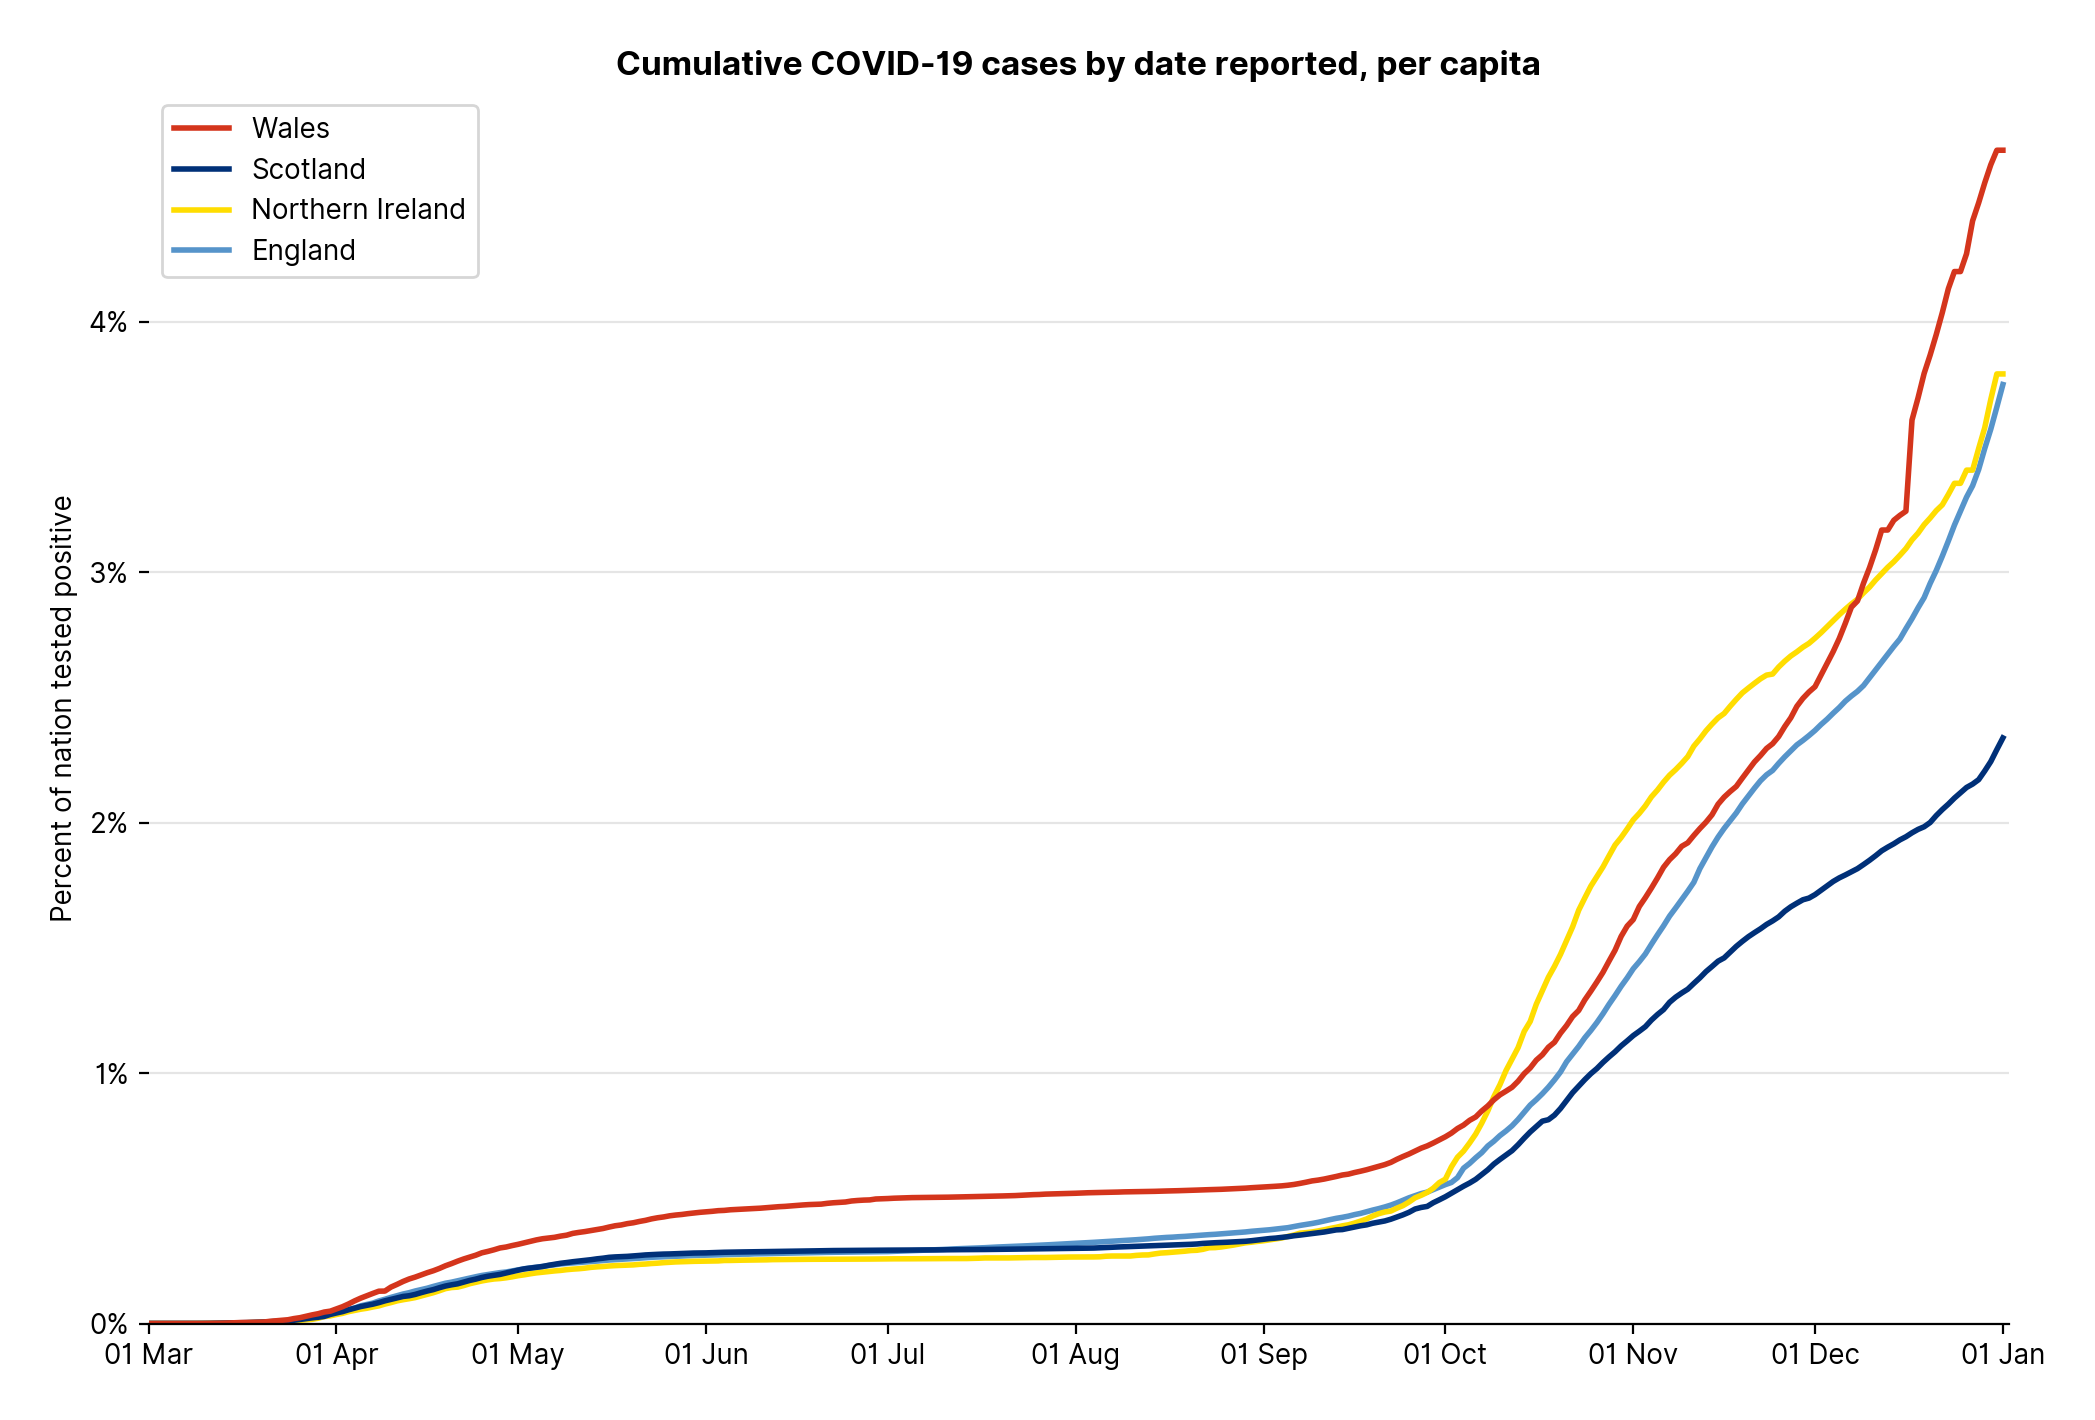 Cumulative COVID-19 cases by date reported, per capita
Wales
Scotland
Northern Ireland
England
Percent of nation tested positive
4%
3%
2%
1%
0%
01 Mar
01 Apr
01 May
01 Jun
01 Jul
01 Aug
01 Sep
01 Oct
01 Nov
01 Dec
01 Jan